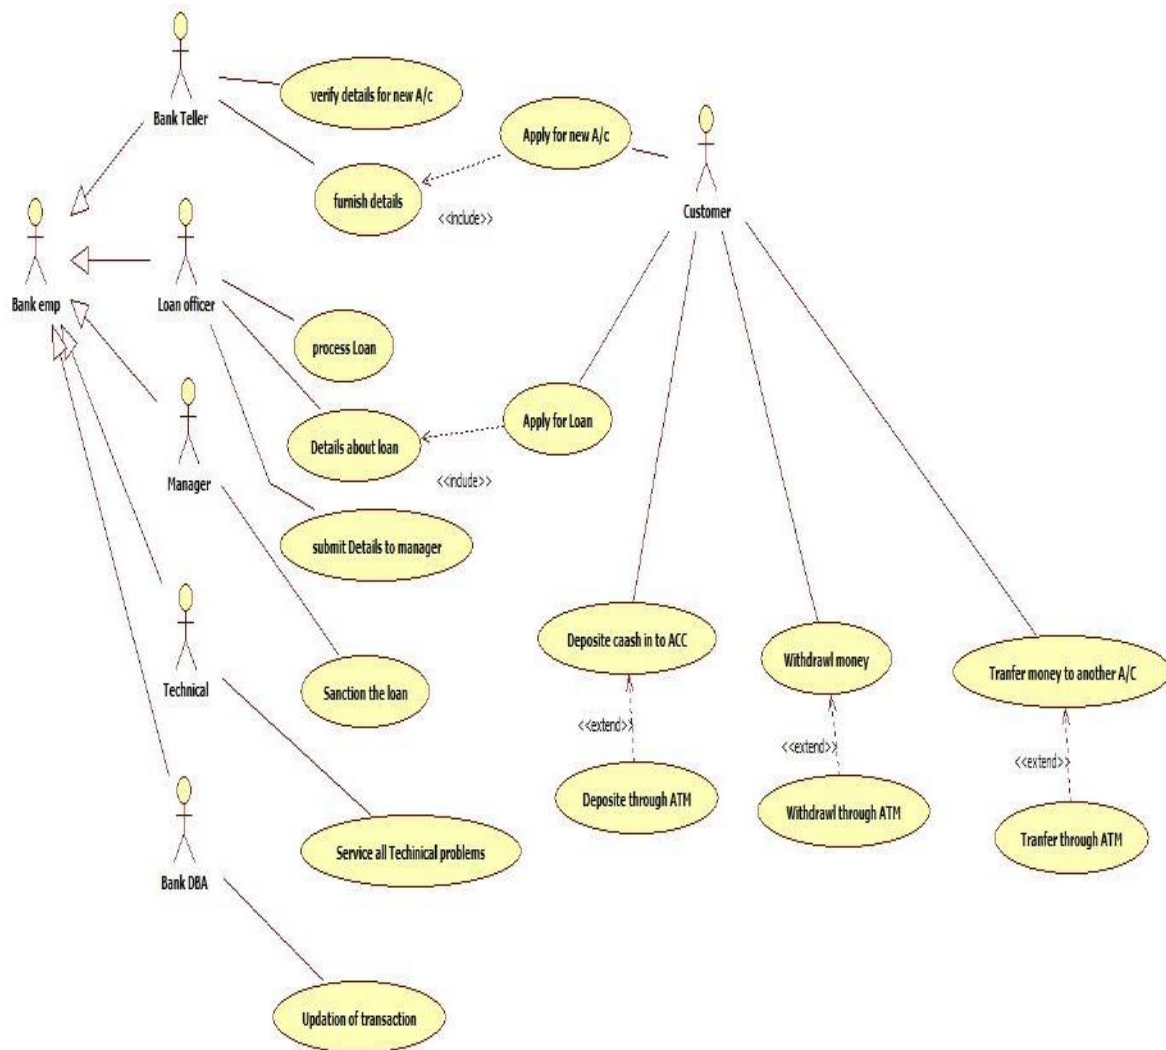 Bank Teller
verify details for new A/c
Apply for new A/c
furnish details
<<include>>
Customer
Bank emp
Loan officer
process Loan
Apply for Loan
Details about loan
<<include>>
Manager
submit Details to manager
Deposite caash in to ACC
Withdrawl money
Tranfer money to another A/C
Technical
Sanction the loan
<<extend>>
<<extend>>
<<extend>>
Deposite through ATM
Withdrawl through ATM
Tranfer through ATM
Service all Techinical problems
Bank DBA
Updation of transaction